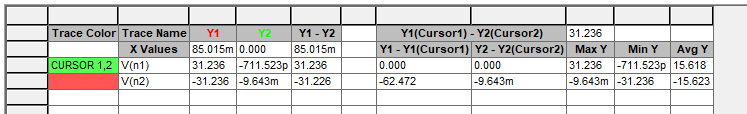 Trace Color Trace Name Y1 Y2 Y1 - Y2 Y1(Cursor1) - Y2(Cursor2) 31.236
X Values 85.015m 0.000 85.015m Y1 - Y1(Cursor1) Y2 - Y2(Cursor2) Max Y Min Y Avg Y
CURSOR 1,2 V(n1) 31.236 -711.523p 31.236 0.000 0.000 31.236 -711.523p 15.618
V(n2) -31.236 -9.643m -31.226 -62.472 -9.643m -9.643m -31.236 -15.623